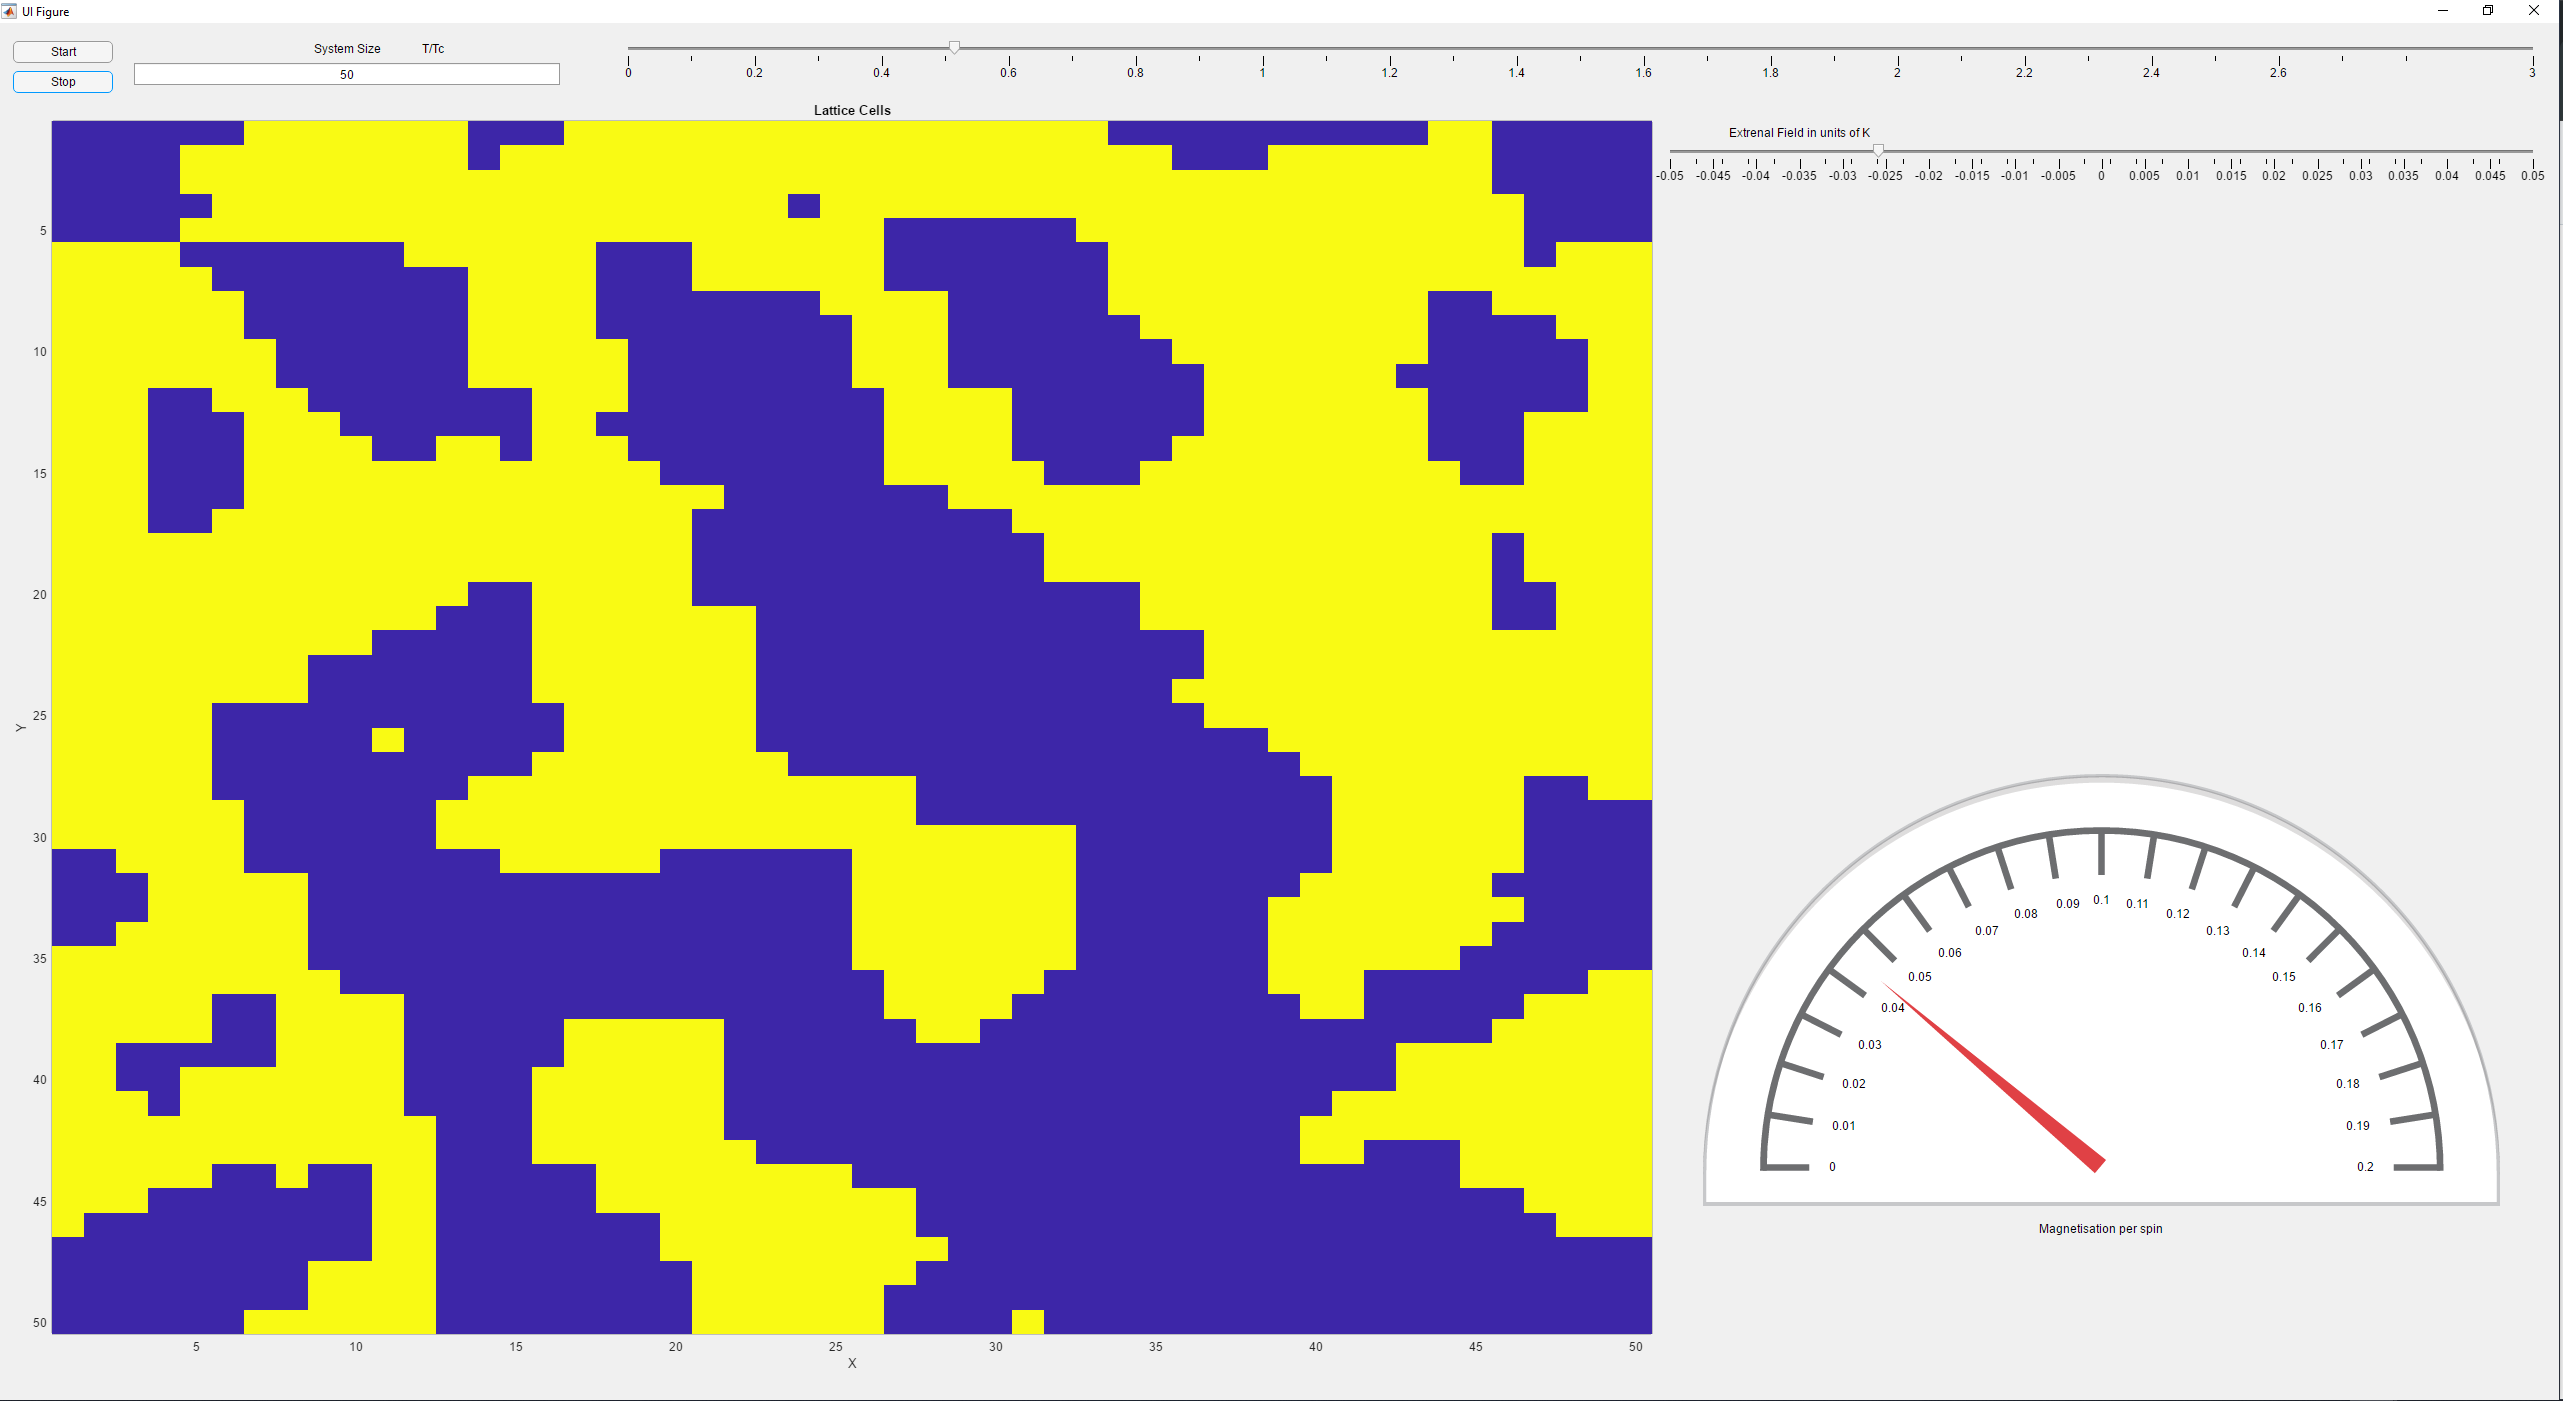 UI Figure
Start
System Size
T/Tc
Stop
50
0 0.2 0.4 0.6 0.8 1 1.2 1.4 1.6 1.8 2 2.2 2.4 2.6 3
Lattice Cells
Extrenal Field in units of K
-0.05 -0.045 -0.04 -0.035 -0.03 -0.025 -0.02 -0.015 -0.01 -0.005 0 0.005 0.01 0.015 0.02 0.025 0.03 0.035 0.04 0.045 0.05
5
10
15
20
25
30
35
40
45
50
Y
5 10 15 20 25 30 35 40 45 50
X
0 0.01 0.02 0.03 0.04 0.05 0.06 0.07 0.08 0.09 0.1 0.11 0.12 0.13 0.14 0.15 0.16 0.17 0.18 0.19 0.2
Magnetisation per spin